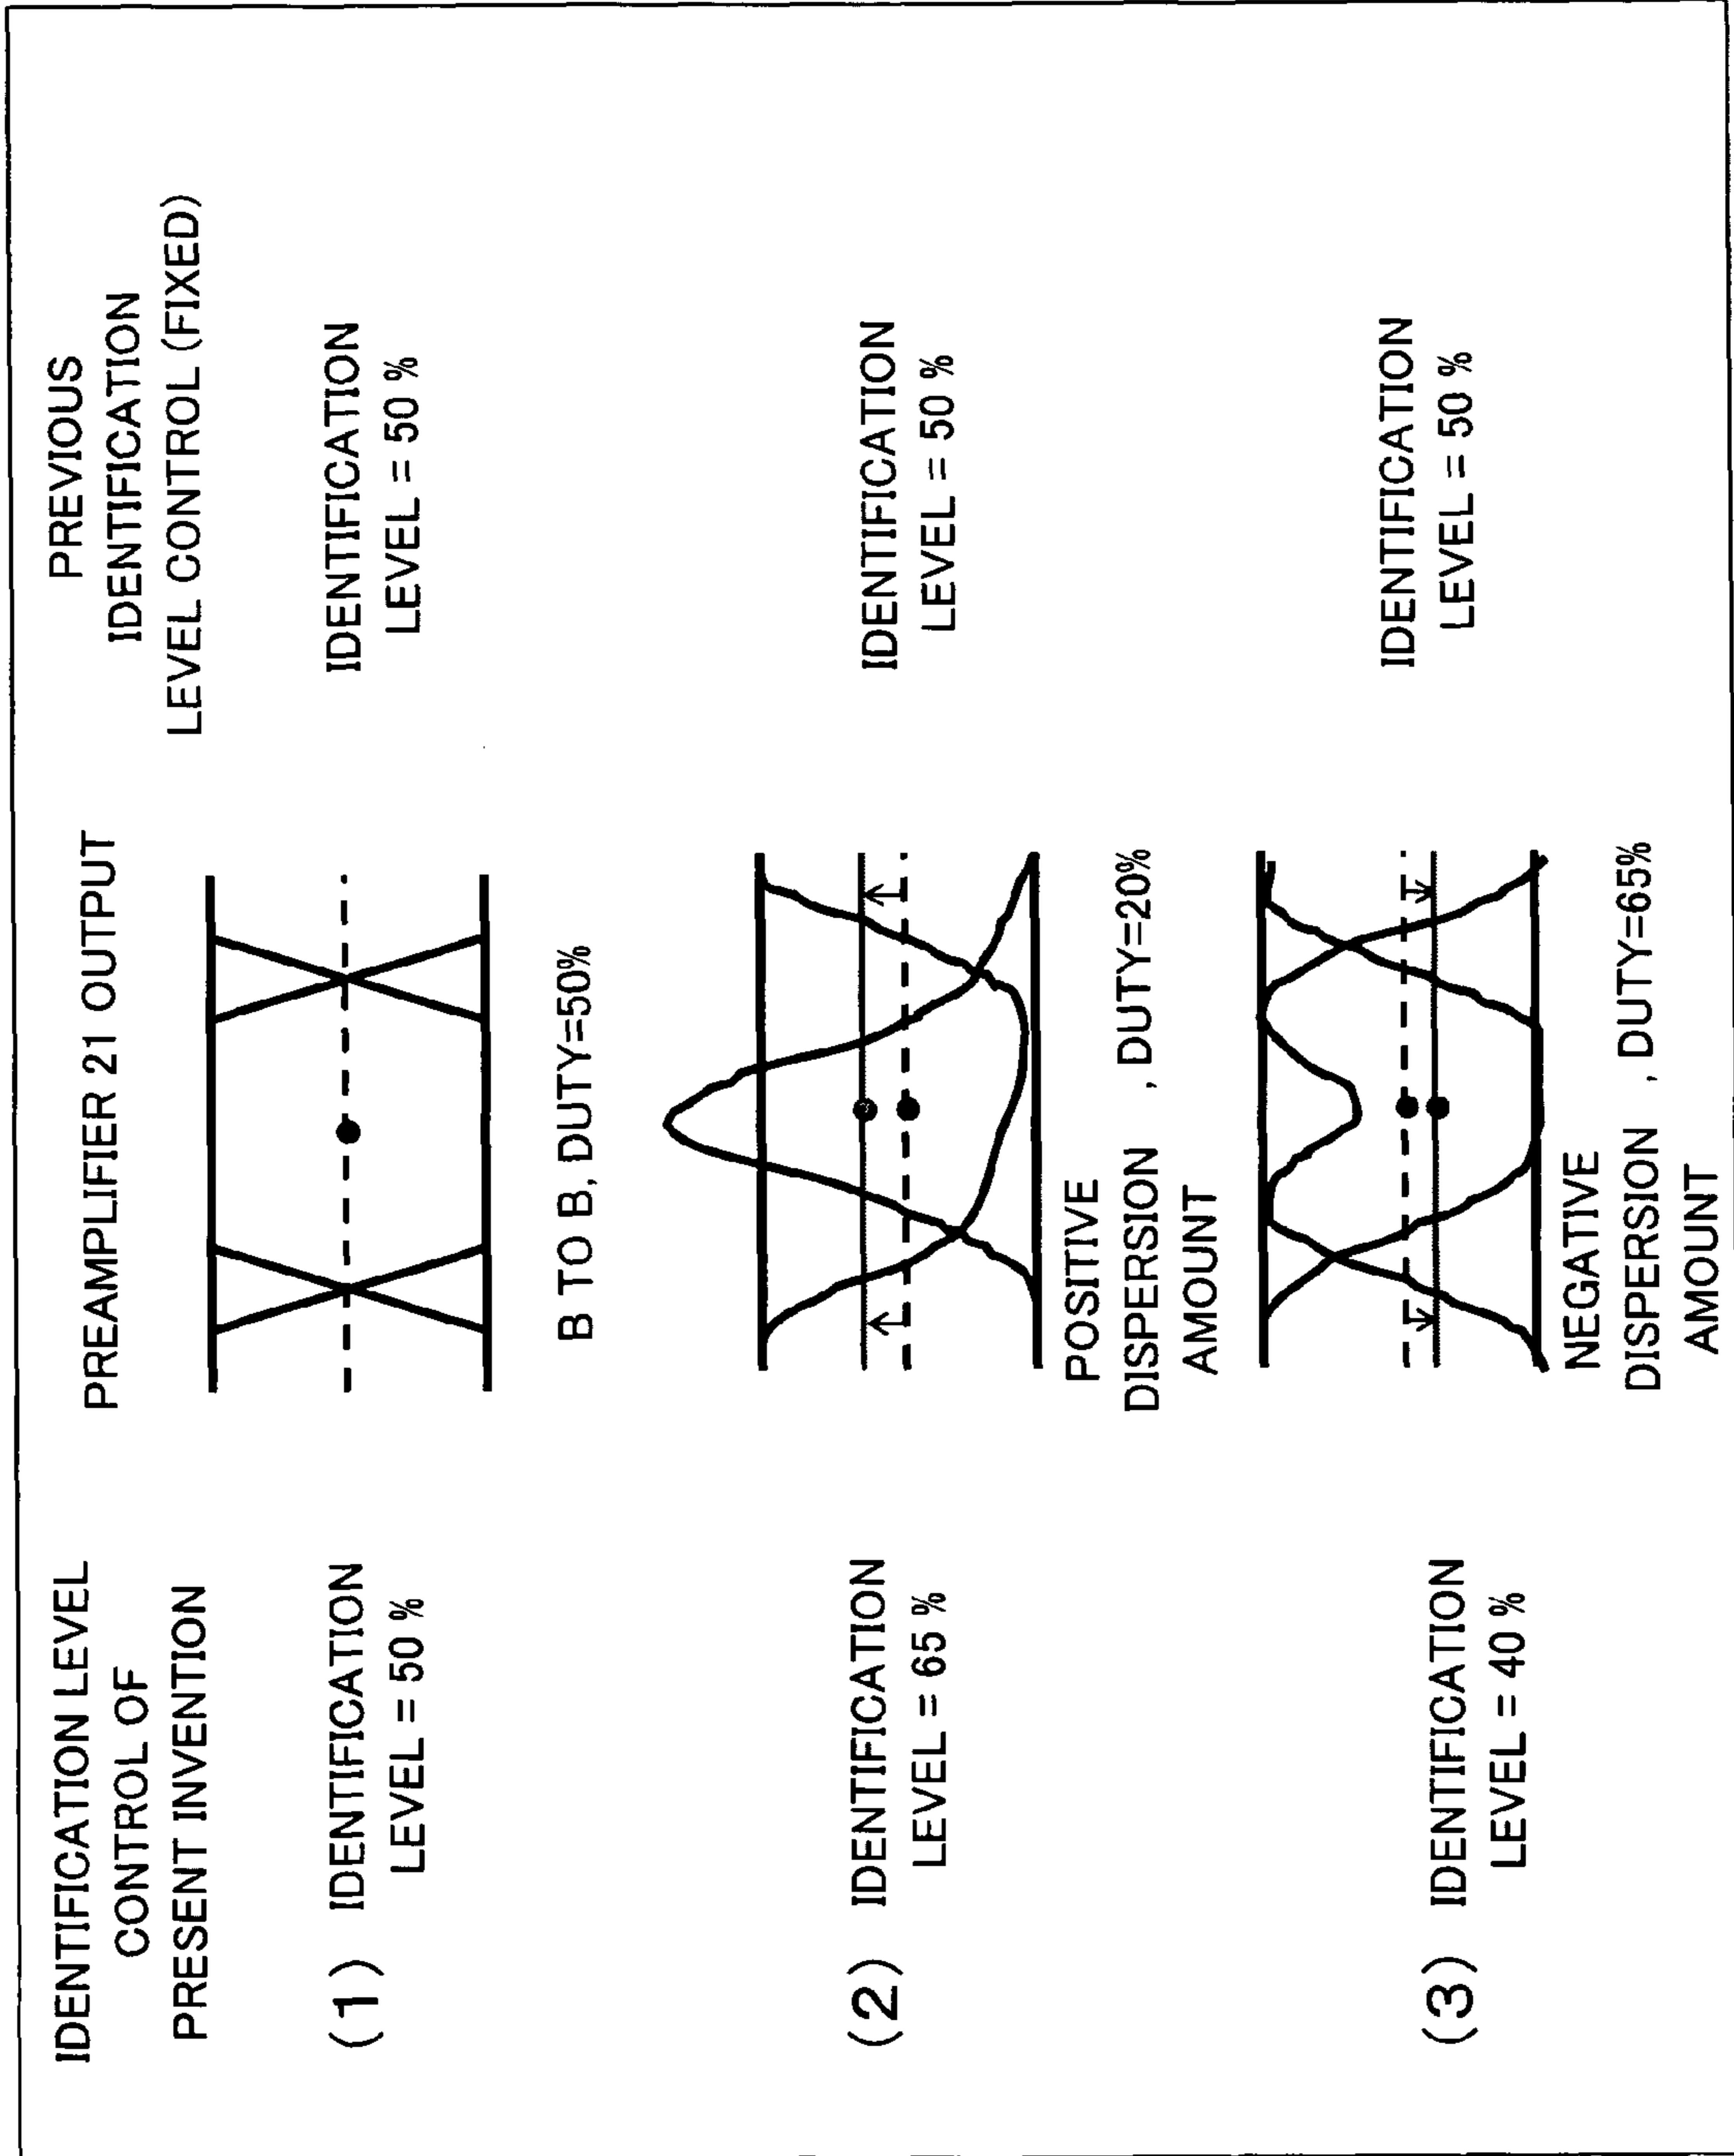 IDENTIFICATION LEVEL
CONTROL OF
PRESENT INVENTION
PREAMPLIFIER 21 OUTPUT
PREVIOUS
IDENTIFICATION
LEVEL CONTROL (FIXED)
(1) IDENTIFICATION
LEVEL = 50 %
B TO B, DUTY=50%
IDENTIFICATION
LEVEL = 50 %
(2) IDENTIFICATION
LEVEL = 65 %
POSITIVE
DISPERSION , DUTY=20%
AMOUNT
IDENTIFICATION
LEVEL = 50 %
(3) IDENTIFICATION
LEVEL = 40 %
NEGATIVE
DISPERSION , DUTY=65%
AMOUNT
IDENTIFICATION
LEVEL = 50 %